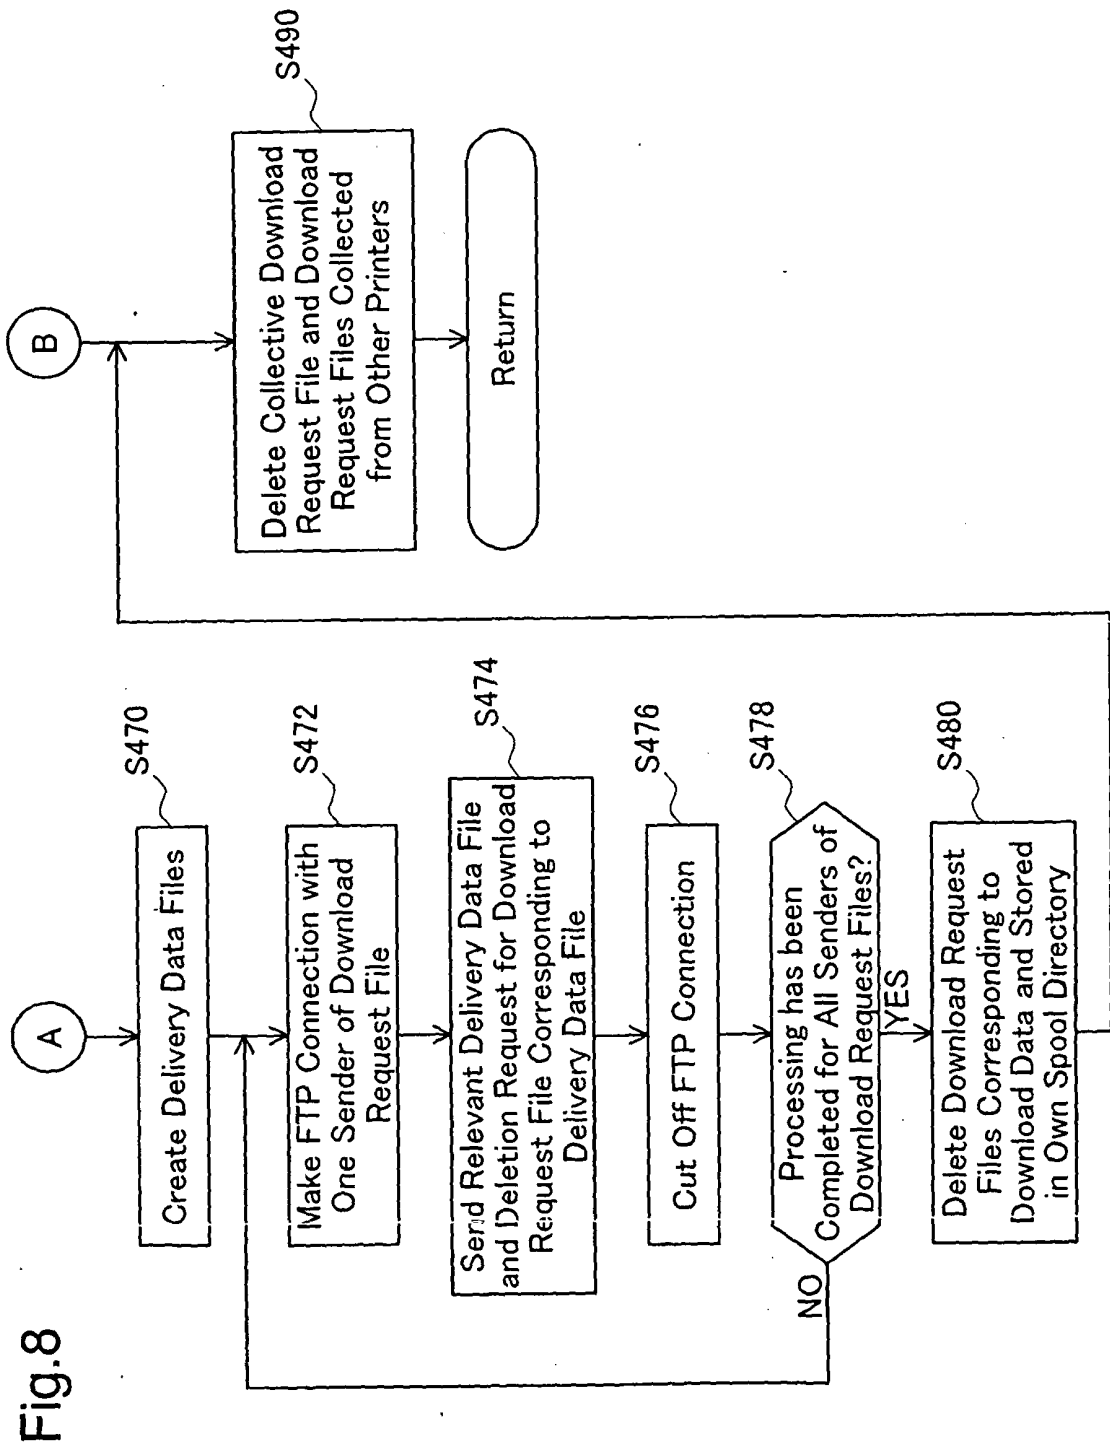 Fig.8
A
S470
Create Delivery Data Files
S472
Make FTP Connection with
One Sender of Download
Request File
S474
Send Relevant Delivery Data File
and Deletion Request for Download
Request File Corresponding to
Delivery Data File
S476
Cut Off FTP Connection
S478
Processing has been
Completed for All Senders of
Download Request Files?
NO
YES
S480
Delete Download Request
Files Corresponding to
Download Data and Stored
in Own Spool Directory
B
S490
Delete Collective Download
Request File and Download
Request Files Collected
from Other Printers
Return